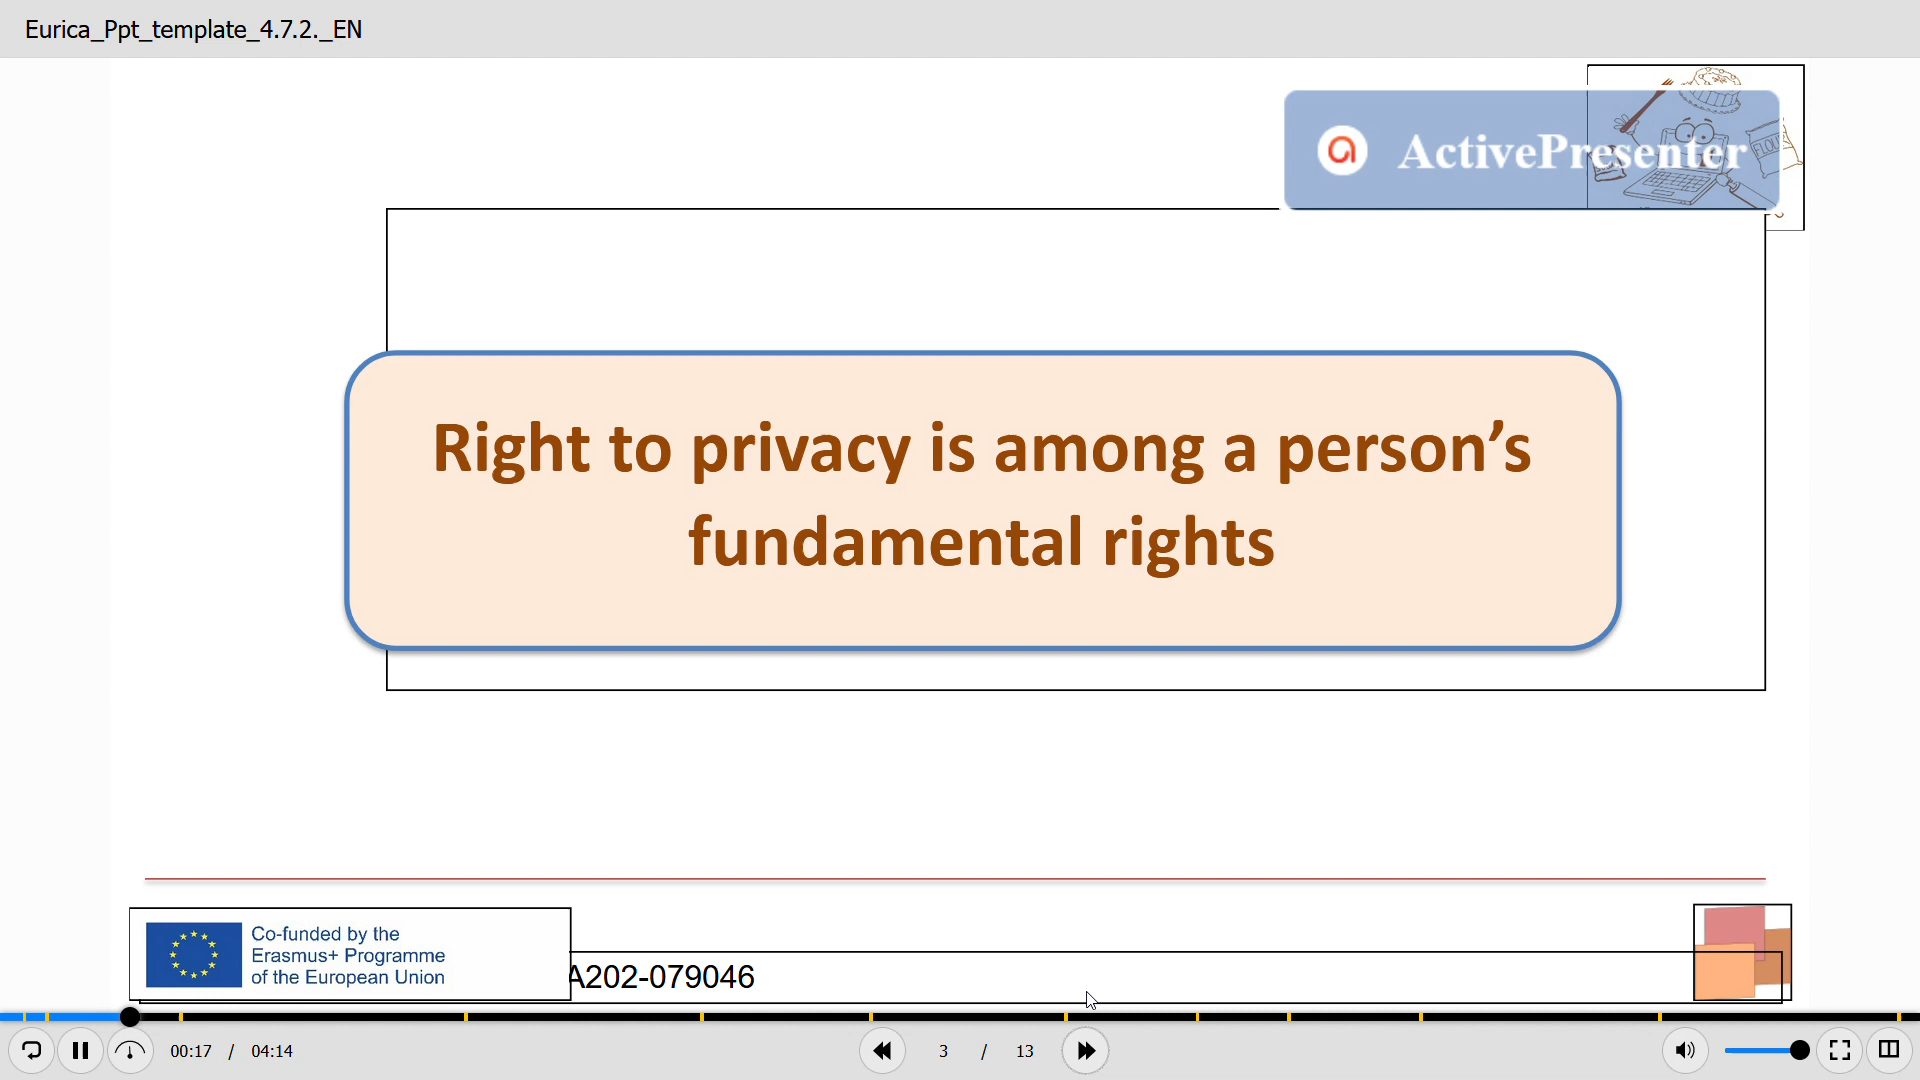 Eurica_Ppt_template_4.7.2._EN
ActivePresenter
FLOUR
Right to privacy is among a person’s
fundamental rights
Co-funded by the
Erasmus+ Programme
of the European Union
A202-079046
00:17 / 04:14
3 / 13